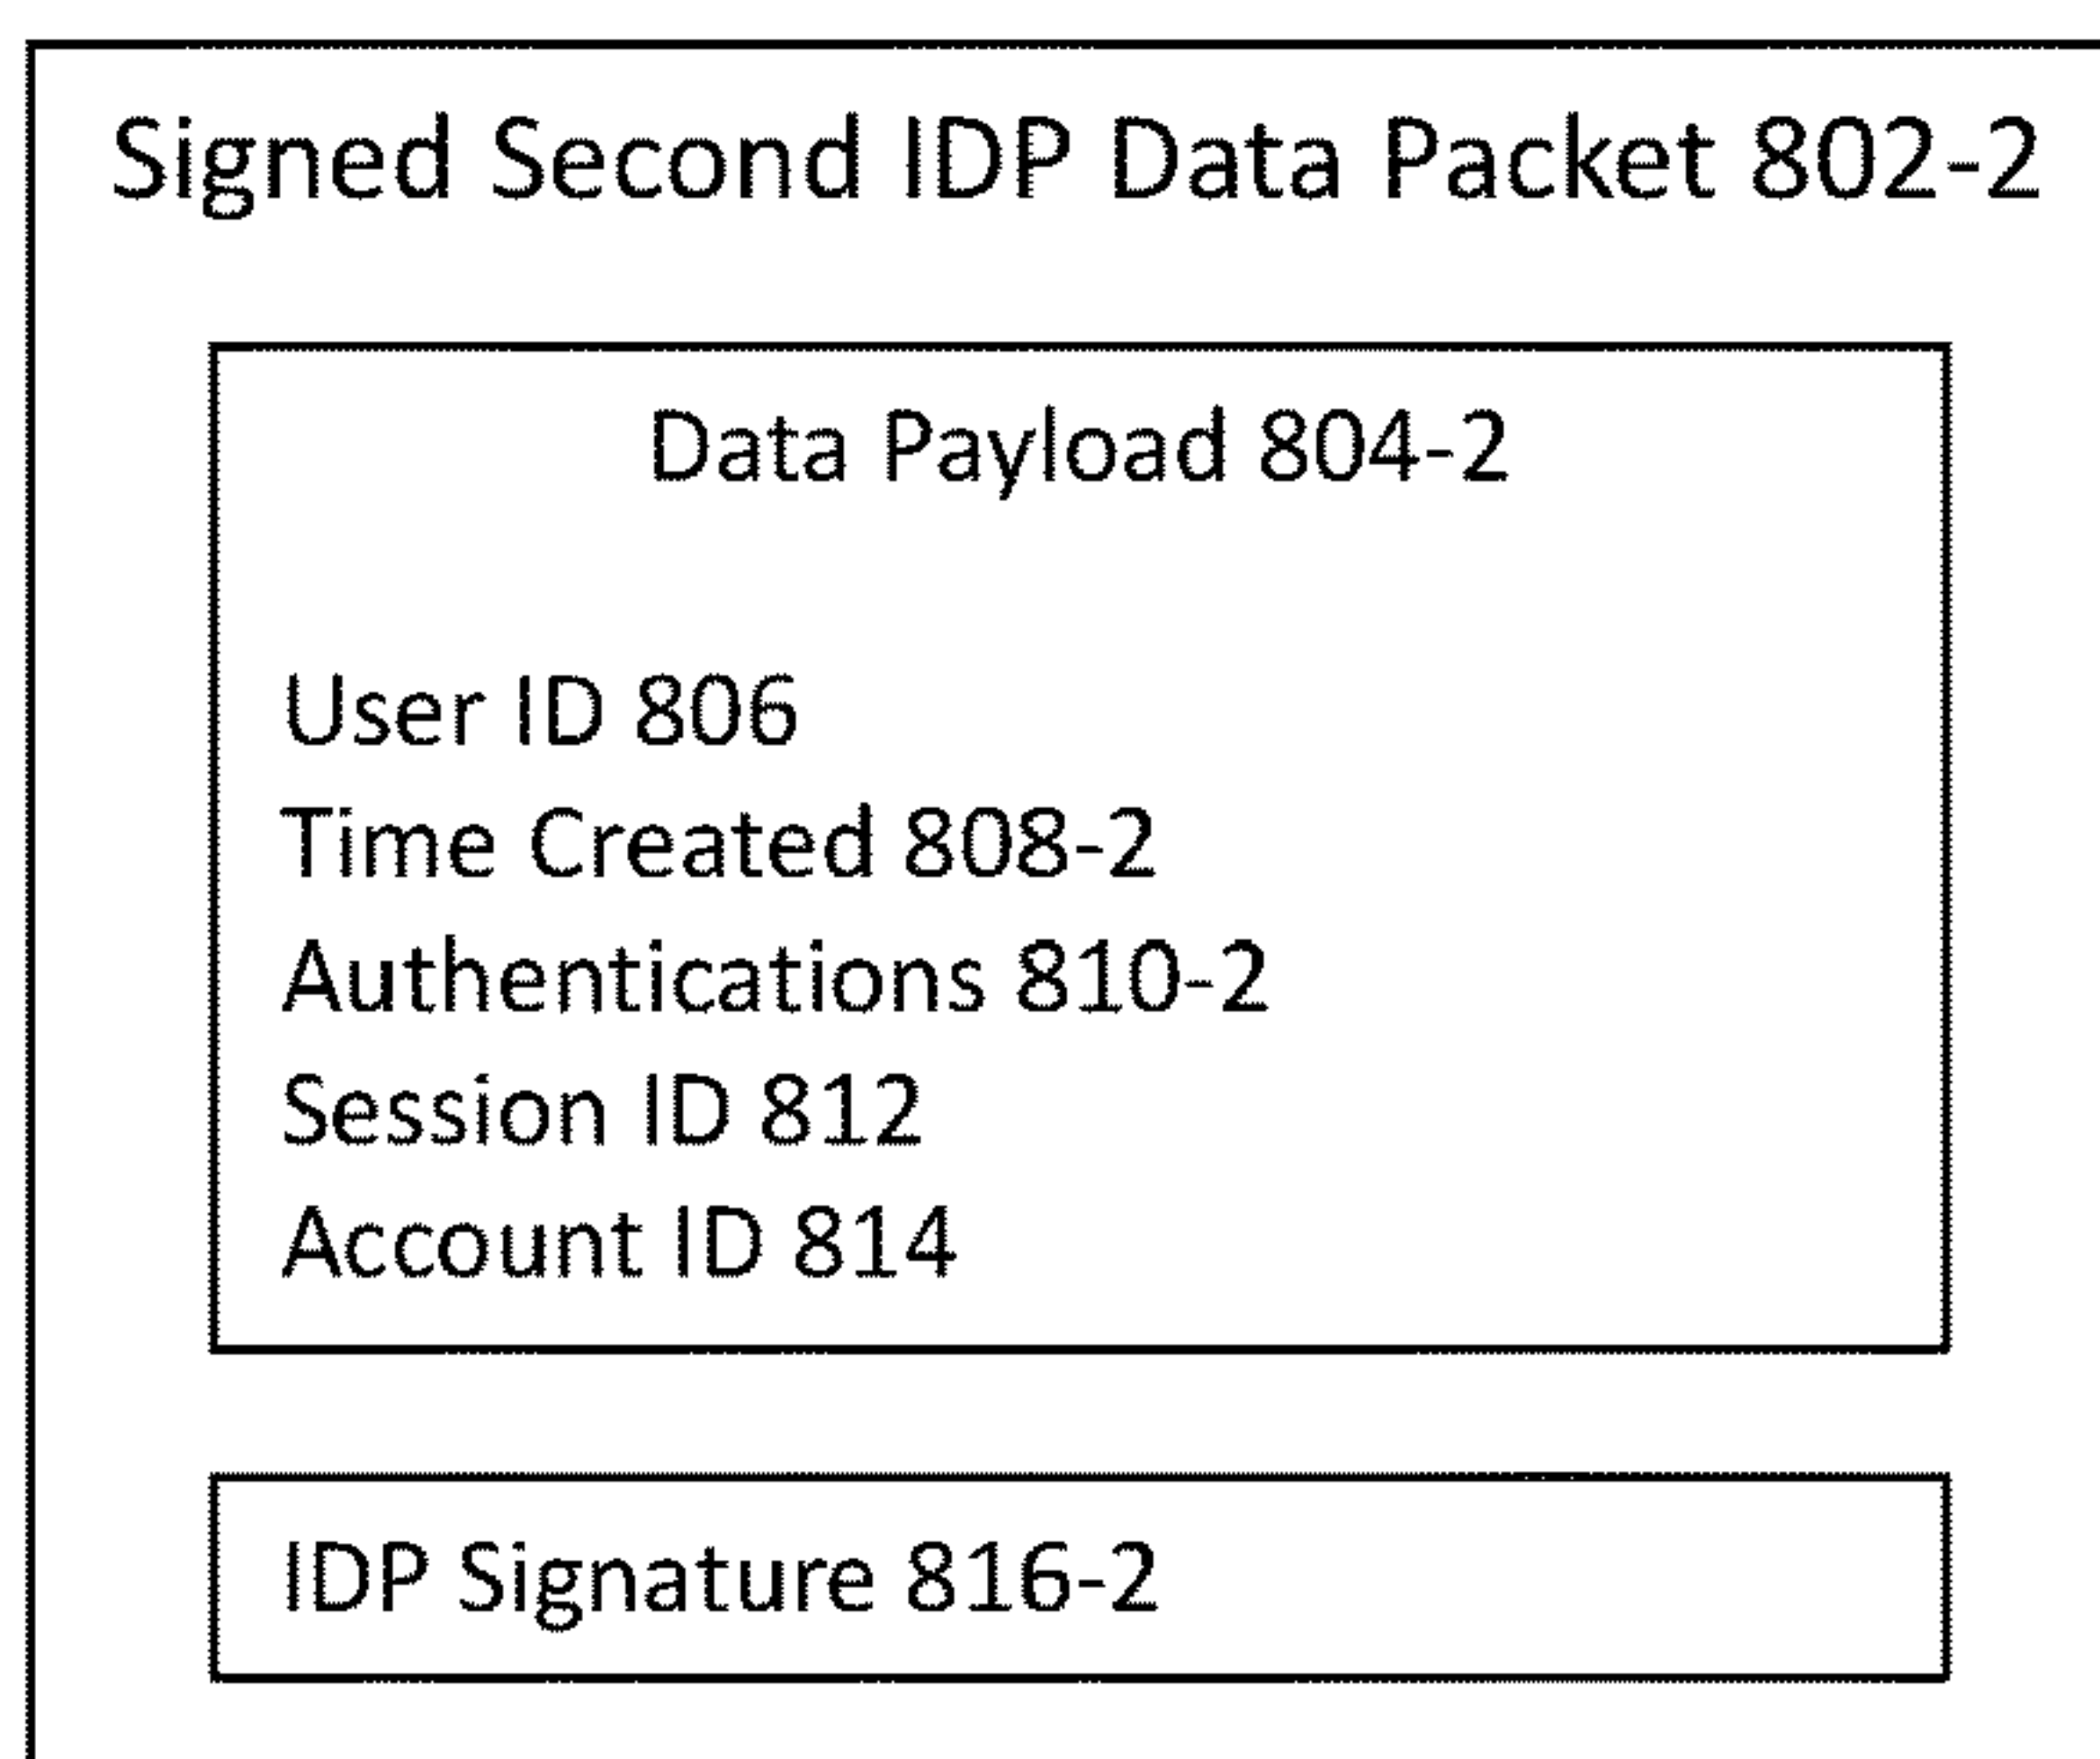 Signed Second IDP Data Packet 802-2
Data Payload 804-2
User ID 806
Time Created 808-2
Authentications 810-2
Session ID 812
Account ID 814
IDP Signature 816-2